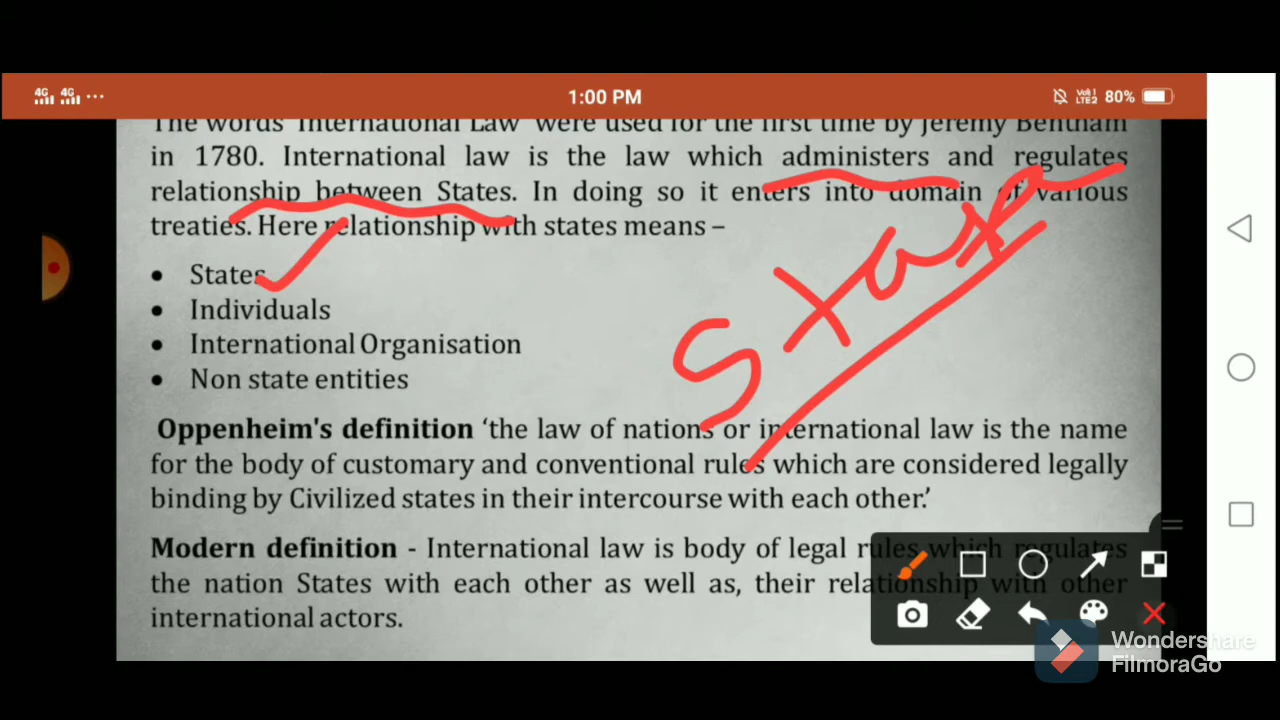 4G 4G ... 1:00 PM VoLTE LTE2 80%
The words 'International Law' were used for the first time by Jeremy Bentham
in 1780. International law is the law which administers and regulates
relationship between States. In doing so it enters into domain of various
treaties. Here relationship with states means –
• States
• Individuals
• International Organisation
• Non state entities
State
Oppenheim's definition 'the law of nations or international law is the name
for the body of customary and conventional rules which are considered legally
binding by Civilized states in their intercourse with each other.'
Modern definition - International law is body of legal rules which regulates
the nation States with each other as well as, their relationship with other
international actors.
Wondershare
FilmoraGo